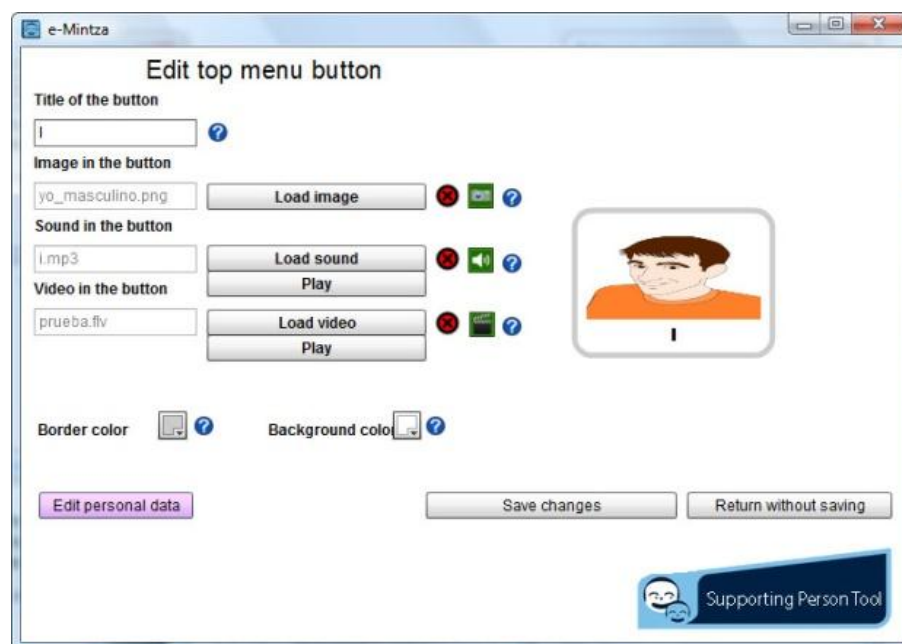 e-Mintza
Edit top menu button
Title of the button
I
Image in the button
yo_masculino.png Load image
Sound in the button
i.mp3 Load sound
Play
Video in the button
prueba.flv Load video
Play
I
Border color Background color
Edit personal data Save changes Return without saving
Supporting Person Tool